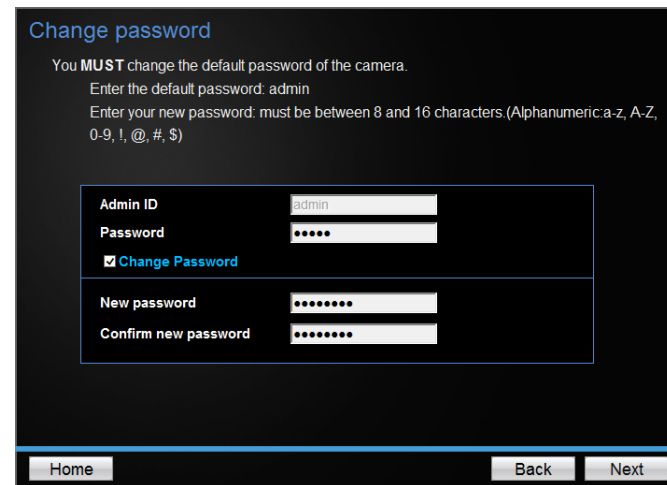 Change password
You MUST change the default password of the camera.
Enter the default password: admin
Enter your new password: must be between 8 and 16 characters.(Alphanumeric:a-z, A-Z,
0-9, !, @, #, $)
Admin ID admin
Password •••••
Change Password
New password ••••••••
Confirm new password ••••••••
Home Back Next